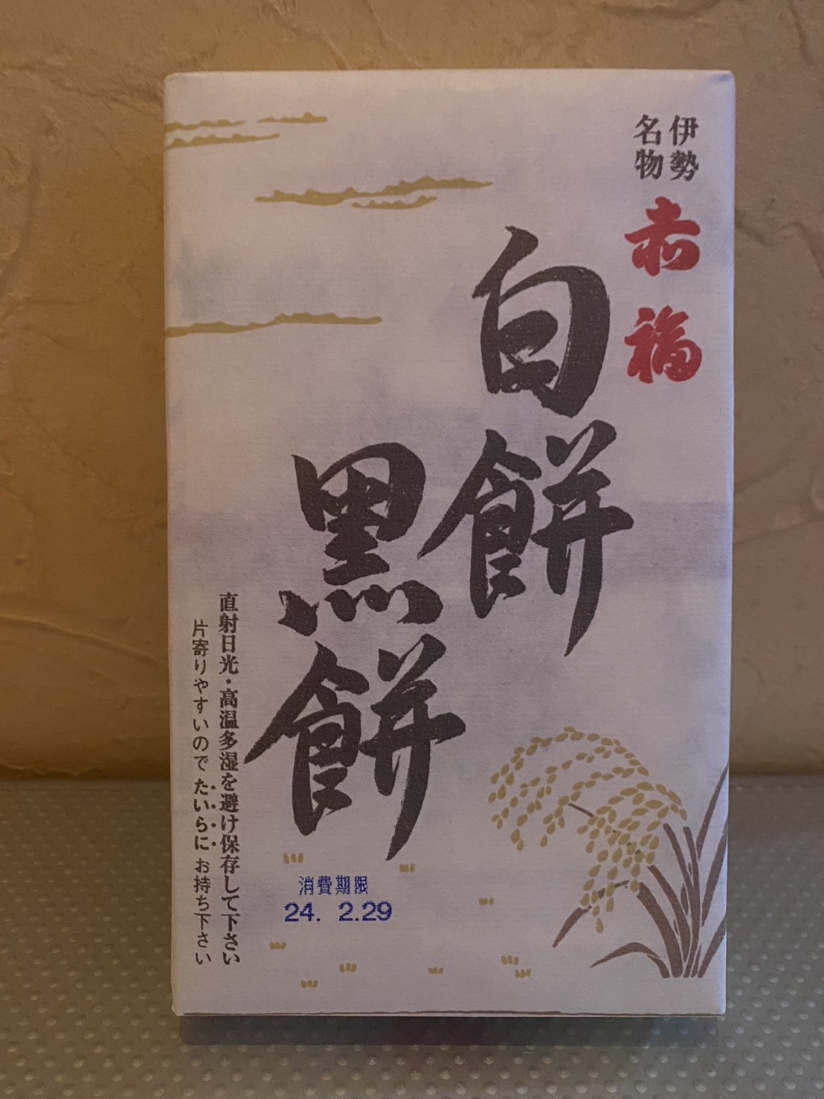 伊勢
名物
赤福
白餅
黒餅
直射日光・高温多湿を避け保存して下さい
片寄りやすいので たいらに お持ち下さい
消費期限
24. 2.29